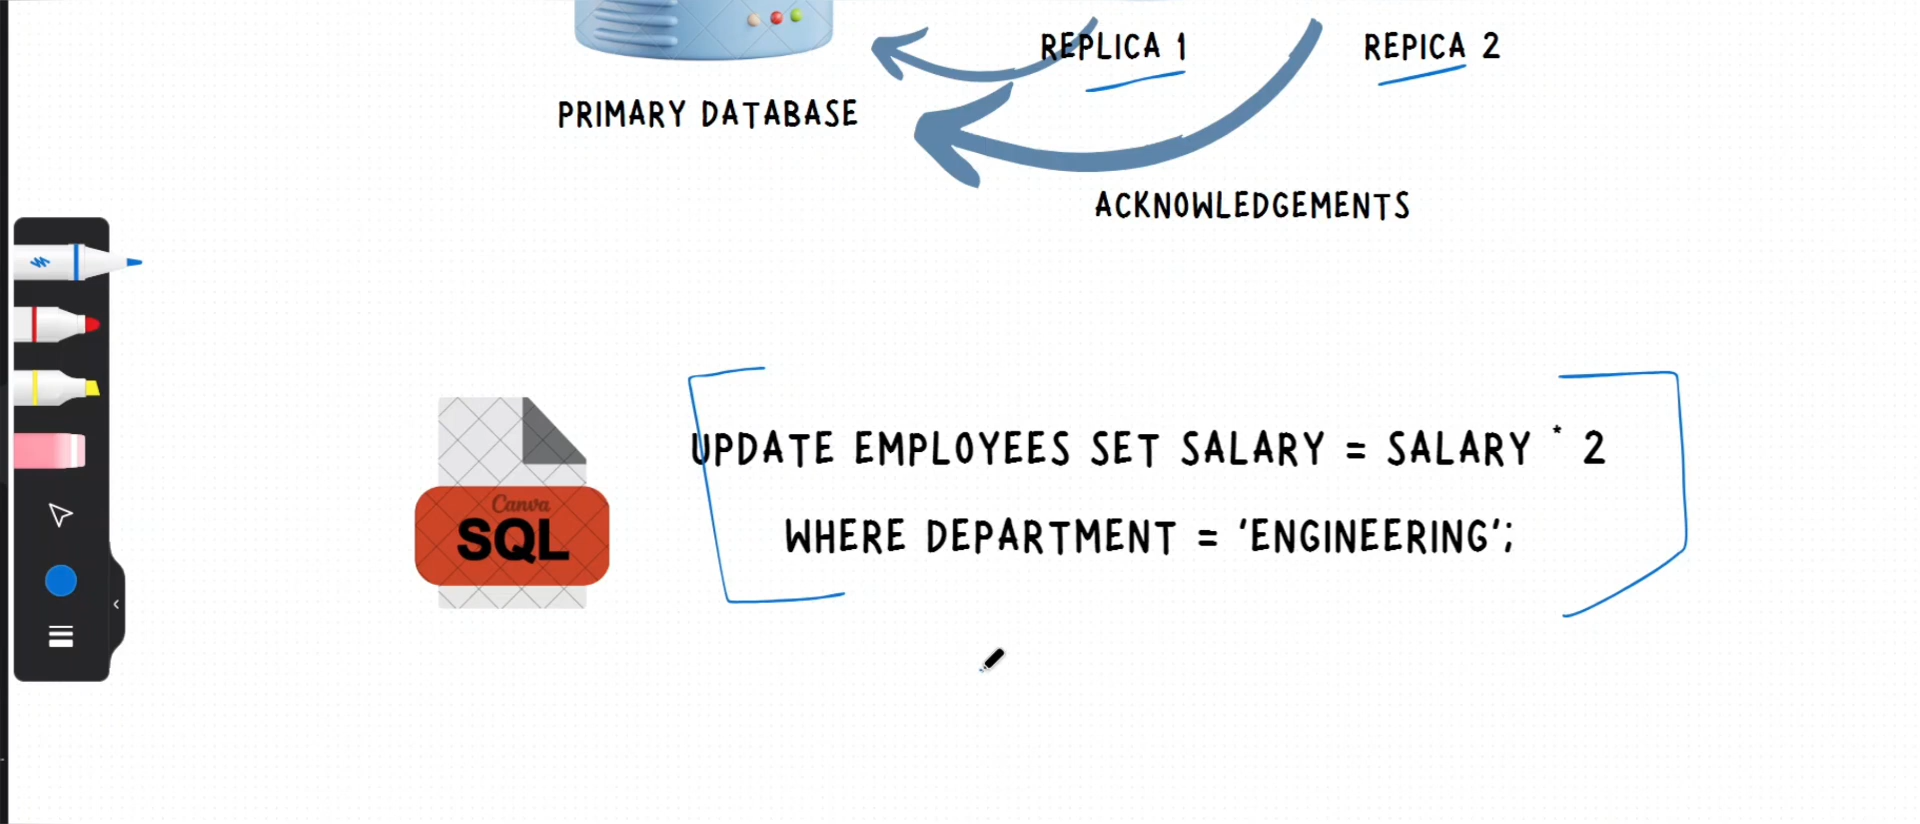 REPLICA 1
REPICA 2
PRIMARY DATABASE
ACKNOWLEDGEMENTS
UPDATE EMPLOYEES SET SALARY = SALARY * 2
WHERE DEPARTMENT = 'ENGINEERING';
Canva
SQL